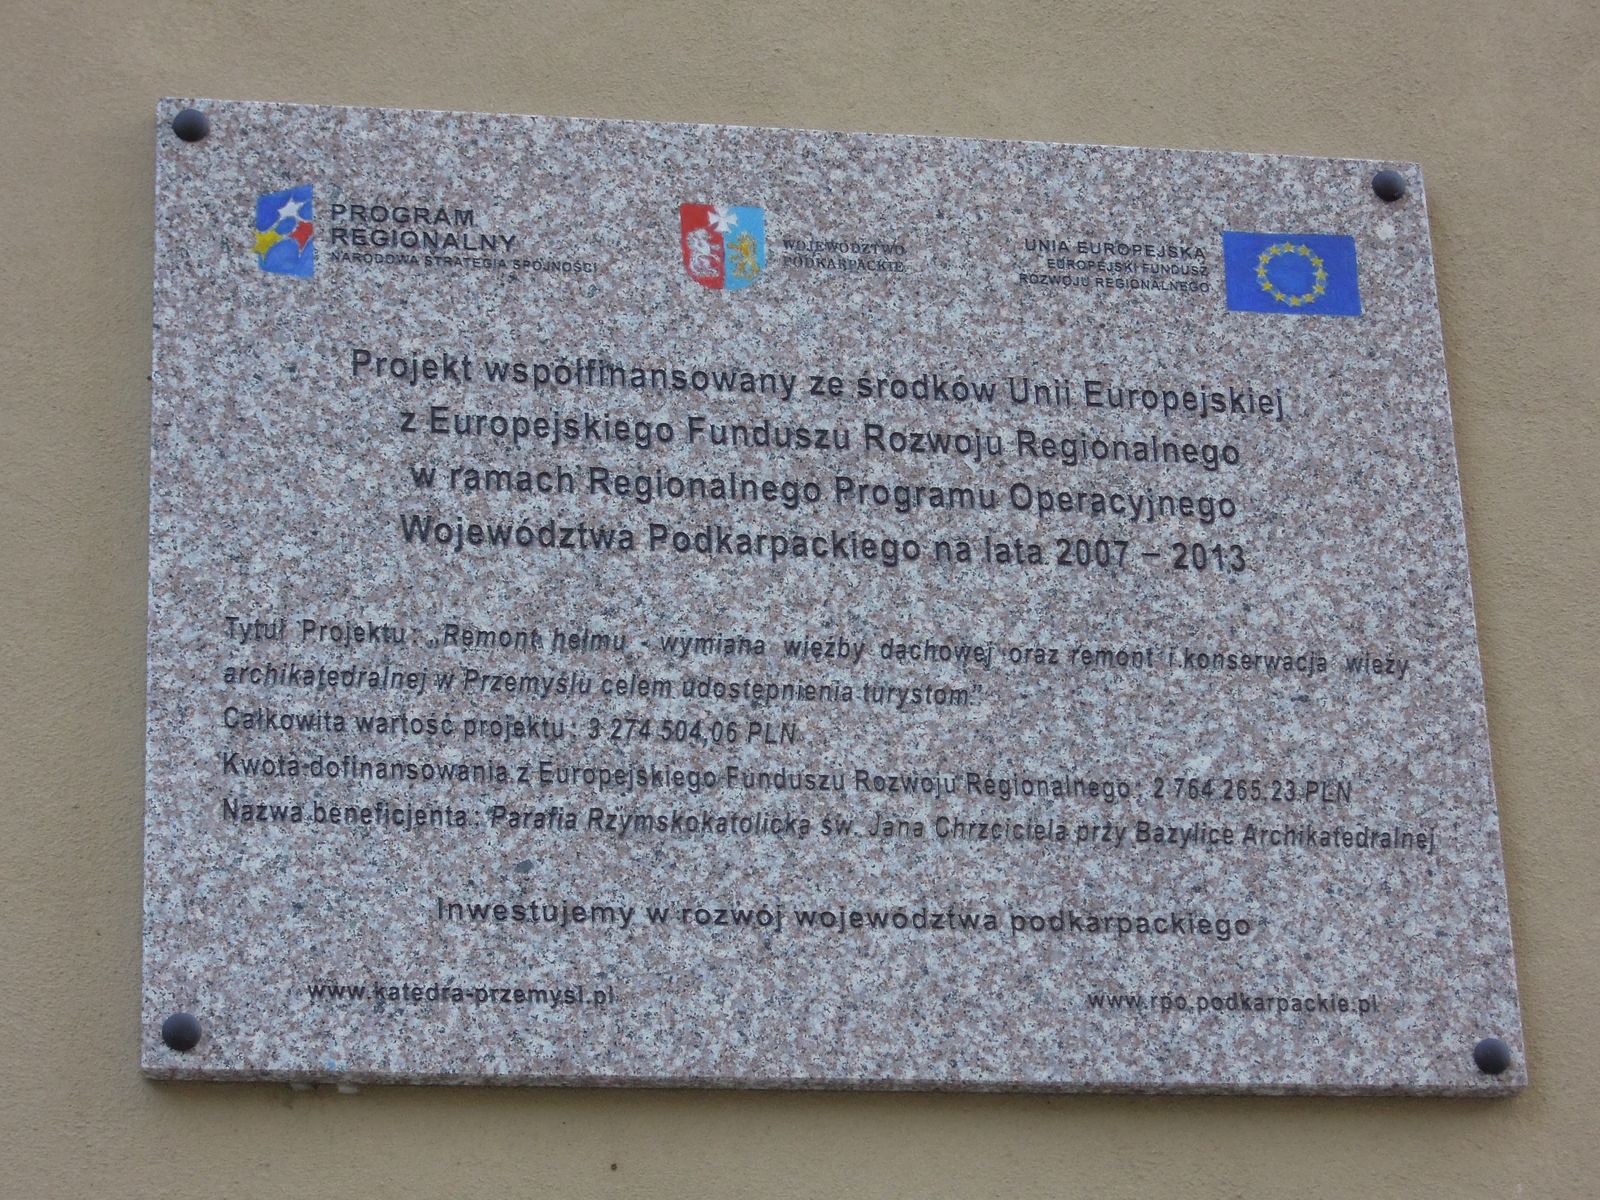 PROGRAM
REGIONALNY
NARODOWA STRATEGIA SPÓJNOŚCI
WOJEWÓDZTWO
PODKARPACKIE
UNIA EUROPEJSKA
EUROPEJSKI FUNDUSZ
ROZWOJU REGIONALNEGO
Projekt współfinansowany ze środków Unii Europejskiej
z Europejskiego Funduszu Rozwoju Regionalnego
w ramach Regionalnego Programu Operacyjnego
Województwa Podkarpackiego na lata 2007 – 2013
Tytuł Projektu: „Remont hełmu - wymiana więźby dachowej oraz remont i konserwacja wieży
archikatedralnej w Przemyślu celem udostępnienia turystom”
Całkowita wartość projektu: 3 274 504,06 PLN
Kwota dofinansowania z Europejskiego Funduszu Rozwoju Regionalnego: 2 764 265,23 PLN
Nazwa beneficjenta: Parafia Rzymskokatolicka św. Jana Chrzciciela przy Bazylice Archikatedralnej
Inwestujemy w rozwój województwa podkarpackiego
www.katedra-przemysl.pl
www.rpo.podkarpackie.pl